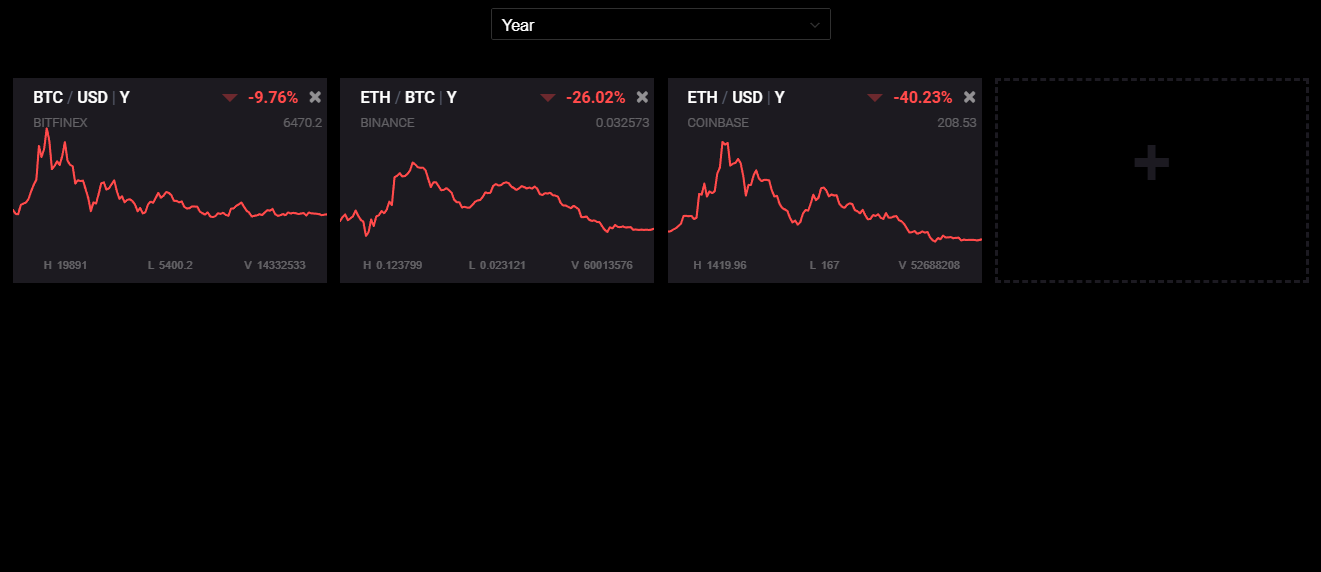 Year
BTC / USD | Y -9.76%
BITFINEX 6470.2
H 19891 L 5400.2 V 14332533
ETH / BTC | Y -26.02%
BINANCE 0.032573
H 0.123799 L 0.023121 V 60013576
ETH / USD | Y -40.23%
COINBASE 208.53
H 1419.96 L 167 V 52688208